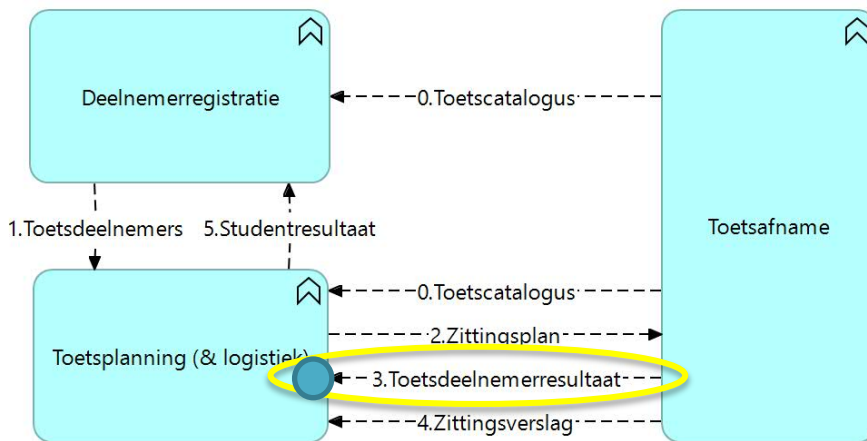 Deelnemerregistratie
0.Toetscatalogus
Toetsafname
1.Toetsdeelnemers
5.Studentresultaat
0.Toetscatalogus
2.Zittingsplan
Toetsplanning (& logistiek)
3.Toetsdeelnemerresultaat
4.Zittingsverslag